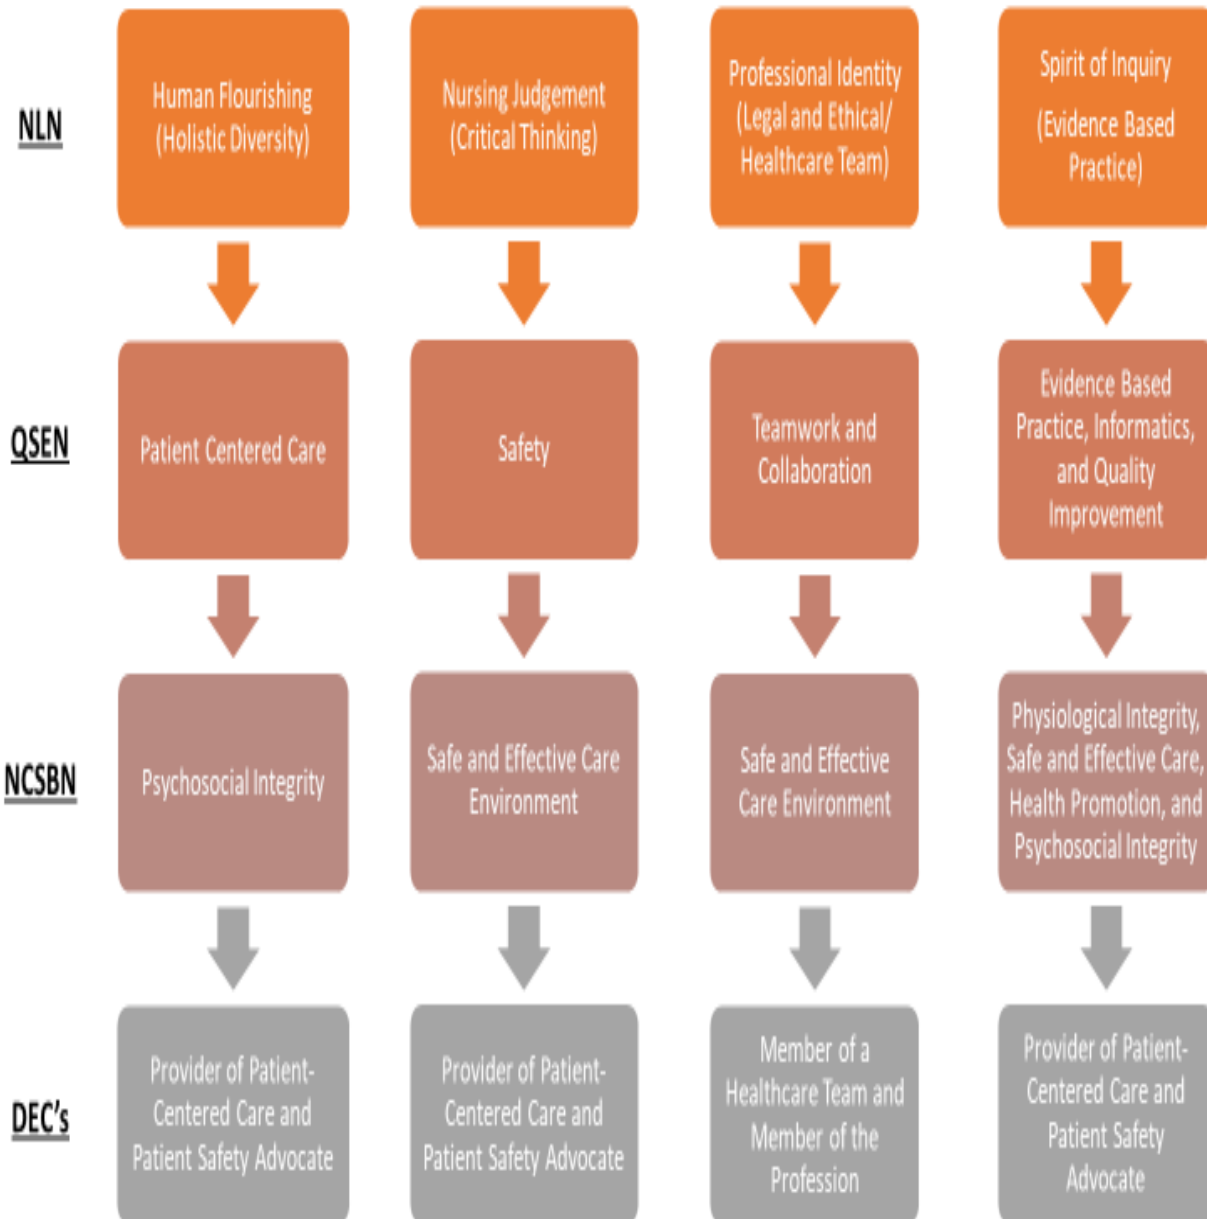 NLN
Human Flourishing
(Holistic Diversity)
Nursing Judgement
(Critical Thinking)
Professional Identity
(Legal and Ethical/
Healthcare Team)
Spirit of Inquiry
(Evidence Based
Practice)
QSEN
Patient Centered Care
Safety
Teamwork and
Collaboration
Evidence Based
Practice, Informatics,
and Quality
Improvement
NCSBN
Psychosocial Integrity
Safe and Effective Care
Environment
Safe and Effective
Care Environment
Physiological Integrity,
Safe and Effective Care,
Health Promotion, and
Psychosocial Integrity
DEC's
Provider of Patient-
Centered Care and
Patient Safety Advocate
Provider of Patient-
Centered Care and
Patient Safety Advocate
Member of a
Healthcare Team and
Member of the
Profession
Provider of Patient-
Centered Care and
Patient Safety
Advocate